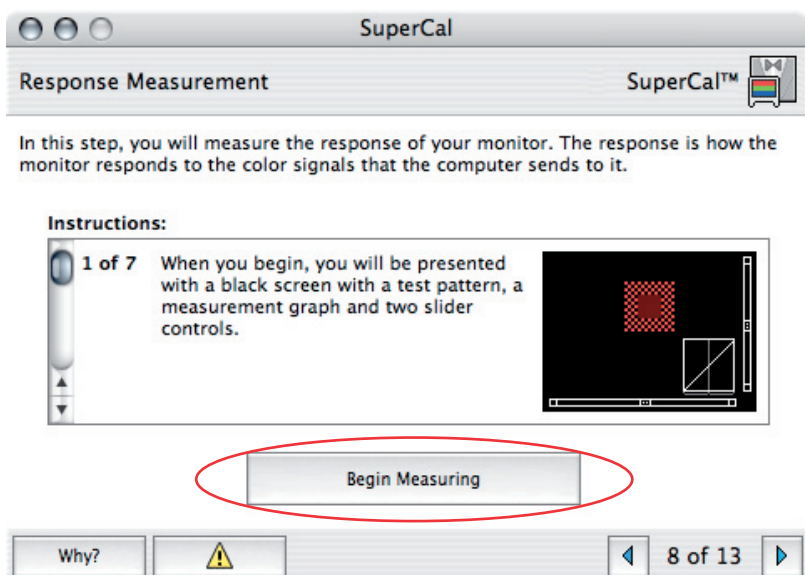 SuperCal
Response Measurement
SuperCal™
In this step, you will measure the response of your monitor. The response is how the
monitor responds to the color signals that the computer sends to it.
Instructions:
1 of 7
When you begin, you will be presented
with a black screen with a test pattern, a
measurement graph and two slider
controls.
Begin Measuring
Why?
8 of 13